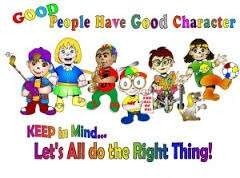 GOOD People Have Good Character
KEEP in Mind...
Let's All do the Right Thing!